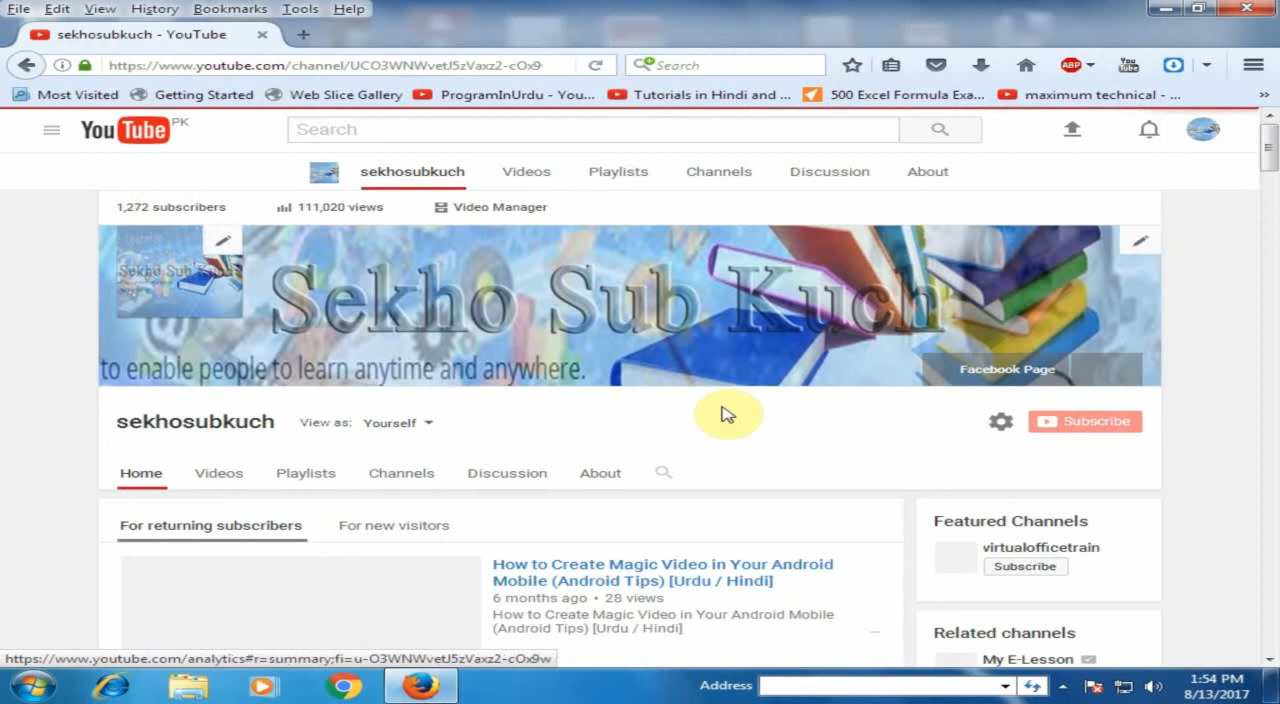 File Edit View History Bookmarks Tools Help
sekhosubkuch - YouTube
https://www.youtube.com/channel/UCO3WNWvetJ5zVaxz2-cOx9 Search ABP You Tube
Most Visited Getting Started Web Slice Gallery ProgramInUrdu - You... Tutorials in Hindi and ... 500 Excel Formula Exa... maximum technical - ... »
YouTube PK Search
sekhosubkuch Videos Playlists Channels Discussion About
1,272 subscribers 111,020 views Video Manager
Sekho Sub Kuch
to enable people to learn anytime and anywhere.
Facebook Page
sekhosubkuch View as: Yourself Subscribe
Home Videos Playlists Channels Discussion About
For returning subscribers For new visitors
How to Create Magic Video in Your Android
Mobile (Android Tips) [Urdu / Hindi]
6 months ago • 28 views
How to Create Magic Video in Your Android Mobile
(Android Tips) [Urdu / Hindi] ...
Featured Channels
virtualofficetrain
Subscribe
Related channels
My E-Lesson
https://www.youtube.com/analytics#r=summary;fi=u-O3WNWvetJ5zVaxz2-cOx9w
Address
1:54 PM
8/13/2017